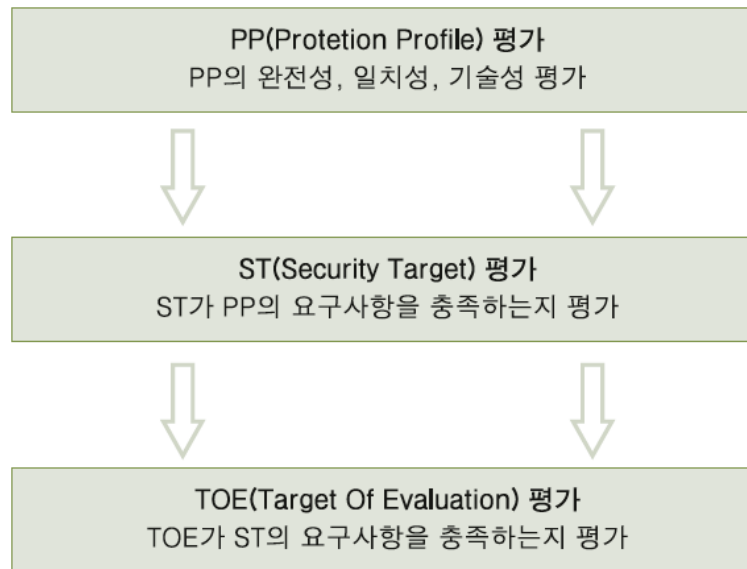 PP(Protetion Profile) 평가
PP의 완전성, 일치성, 기술성 평가
ST(Security Target) 평가
ST가 PP의 요구사항을 충족하는지 평가
TOE(Target Of Evaluation) 평가
TOE가 ST의 요구사항을 충족하는지 평가